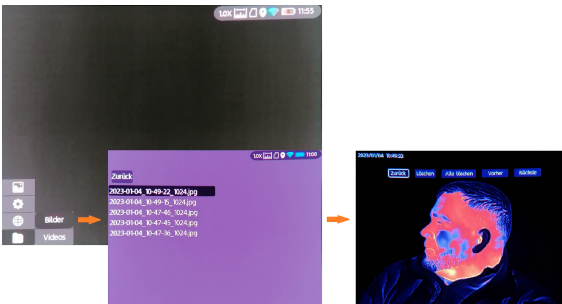 1.0X 11:55
Bilder
Videos
1.0X 11:00
Zurück
2023-01-04_10-49-22_1024.jpg
2023-01-04_10-49-15_1024.jpg
2023-01-04_10-47-46_1024.jpg
2023-01-04_10-47-45_1024.jpg
2023-01-04_10-47-36_1024.jpg
2023/01/04 10:49:22
Zurück Löschen Alle löschen Vorher Nächste